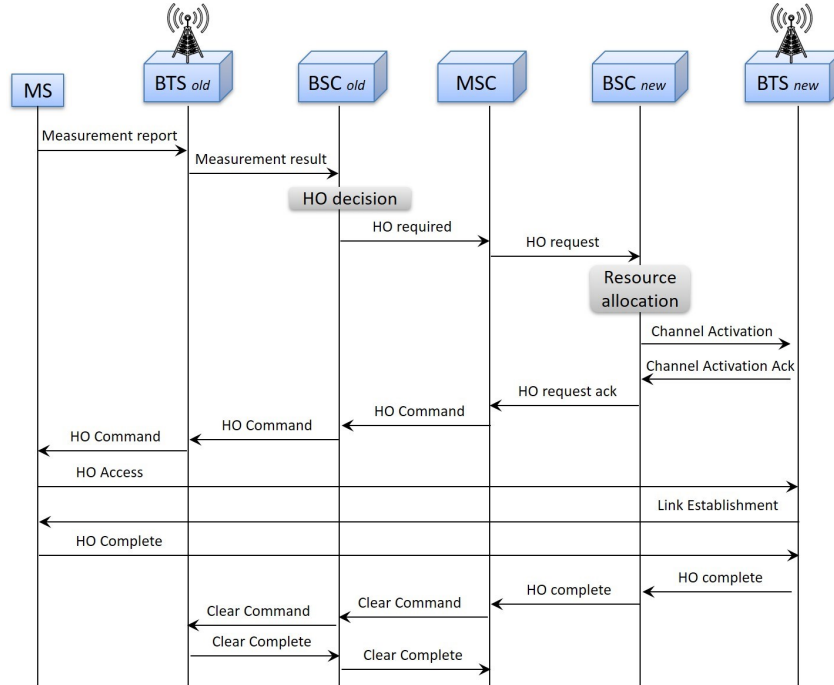 MS
BTS old
BSC old
MSC
BSC new
BTS new
Measurement report
Measurement result
HO decision
HO required
HO request
Resource
allocation
Channel Activation
Channel Activation Ack
HO request ack
HO Command
HO Command
HO Command
HO Access
Link Establishment
HO Complete
HO complete
HO complete
Clear Command
Clear Command
Clear Complete
Clear Complete